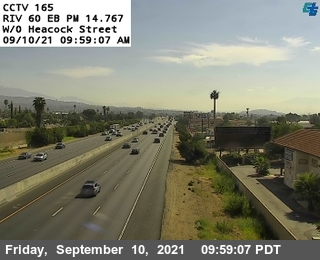 CCTV 165
RIV 60 EB PM 14.767
W/O Heacock Street
09/10/21 09:59:07 AM
Friday, September 10, 2021 09:59:07 PDT